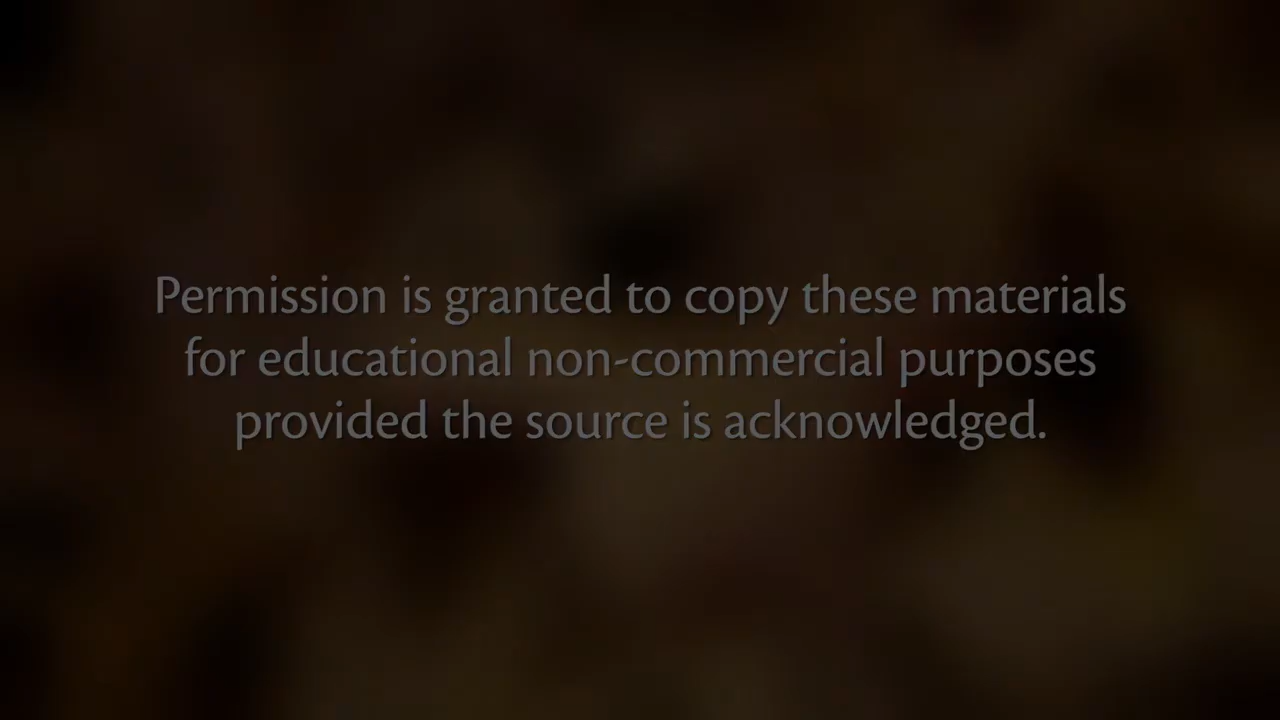 Permission is granted to copy these materials
for educational non-commercial purposes
provided the source is acknowledged.